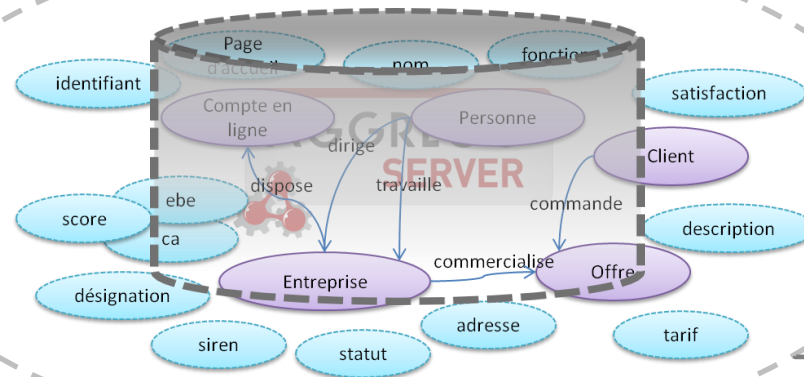 Page
d'accueil
nom
fonction
identifiant
satisfaction
Compte en
ligne
Personne
AGGREGO
SERVER
dirige
Client
dispose
travaille
ebe
score
commande
ca
description
commercialise
Entreprise
Offre
désignation
adresse
tarif
siren
statut